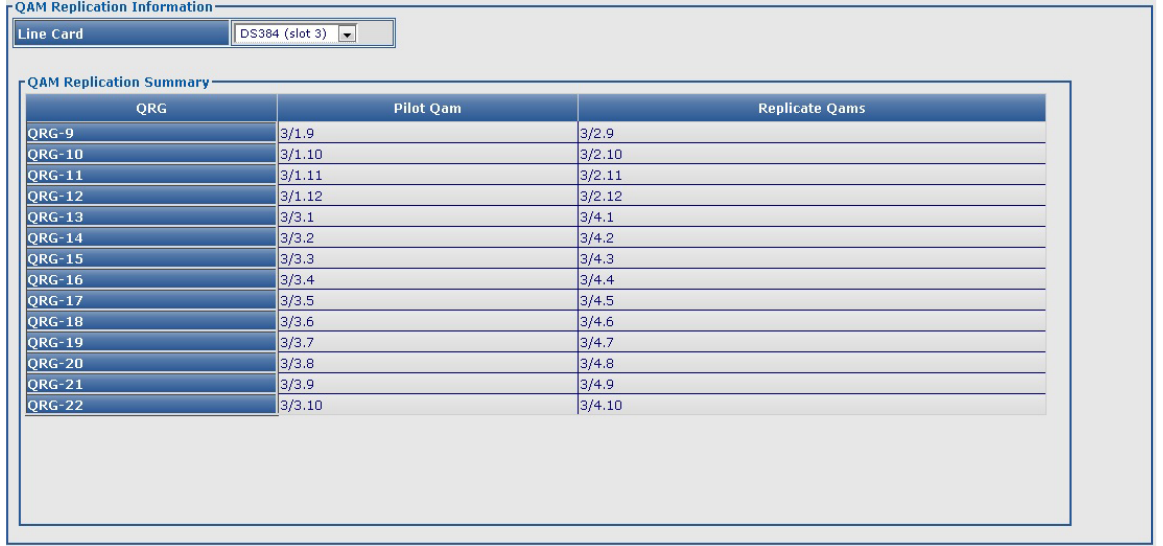 QAM Replication Information
Line Card DS384 (slot 3)
QAM Replication Summary
QRG Pilot Qam Replicate Qams
QRG-9 3/1.9 3/2.9
QRG-10 3/1.10 3/2.10
QRG-11 3/1.11 3/2.11
QRG-12 3/1.12 3/2.12
QRG-13 3/3.1 3/4.1
QRG-14 3/3.2 3/4.2
QRG-15 3/3.3 3/4.3
QRG-16 3/3.4 3/4.4
QRG-17 3/3.5 3/4.5
QRG-18 3/3.6 3/4.6
QRG-19 3/3.7 3/4.7
QRG-20 3/3.8 3/4.8
QRG-21 3/3.9 3/4.9
QRG-22 3/3.10 3/4.10